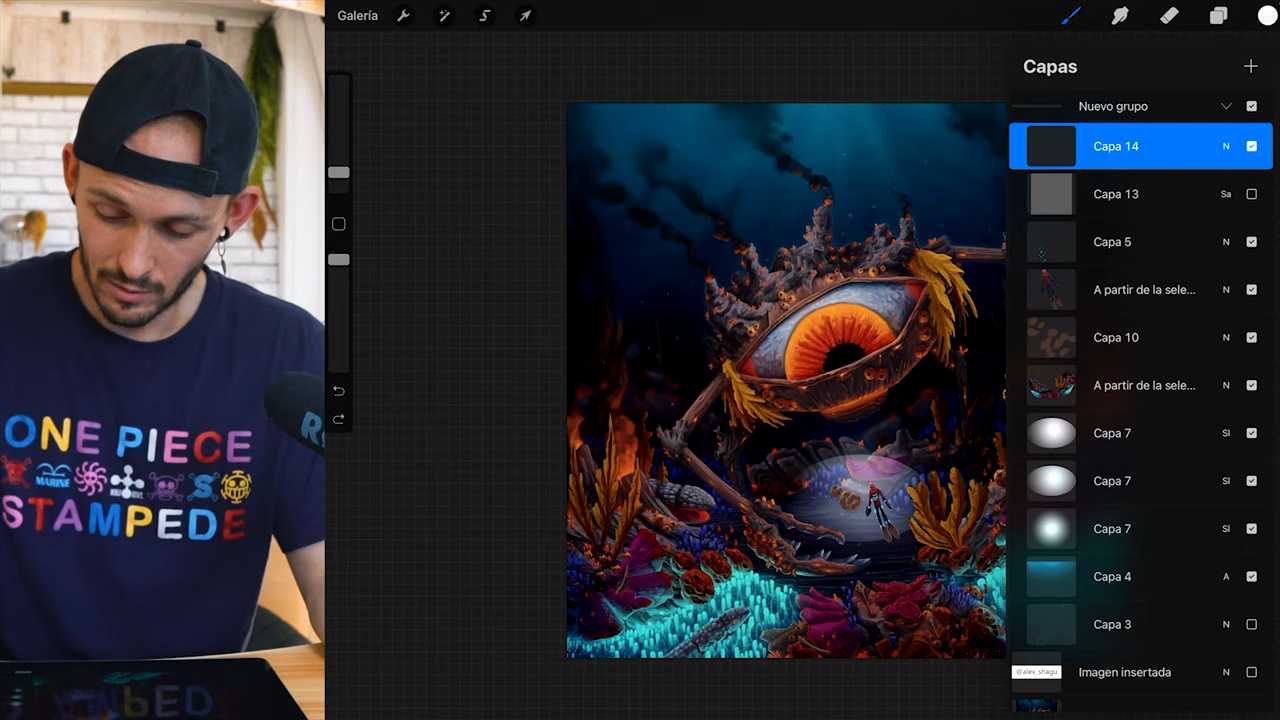 Galería
Capas
Nuevo grupo
Capa 14 N
Capa 13 Sa
Capa 5 N
A partir de la sele... N
Capa 10 N
A partir de la sele... N
Capa 7 Sl
Capa 7 Sl
Capa 7 Sl
Capa 4 A
Capa 3 N
@alex_shagu
Imagen insertada N
ONE PIECE
MARINE
STAMPEDE
R